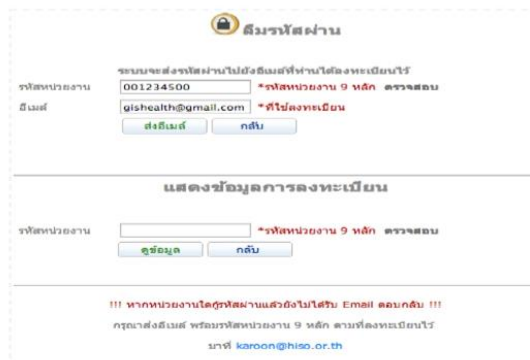 ลืมรหัสผ่าน
ระบบจะส่งรหัสผ่านไปยังอีเมล์ที่ท่านได้ลงทะเบียนไว้
รหัสหน่วยงาน 001234500 *รหัสหน่วยงาน 9 หลัก ตรวจสอบ
อีเมล์ gishealth@gmail.com *ที่ใช้ลงทะเบียน
ส่งอีเมล์ กลับ
แสดงข้อมูลการลงทะเบียน
รหัสหน่วยงาน *รหัสหน่วยงาน 9 หลัก ตรวจสอบ
ดูข้อมูล กลับ
!!! หากหน่วยงานใดกู้รหัสผ่านแล้วยังไม่ได้รับ Email ตอบกลับ !!!
กรุณาส่งอีเมล์ พร้อมรหัสหน่วยงาน 9 หลัก ตามที่ลงทะเบียนไว้
มาที่ karoon@hiso.or.th